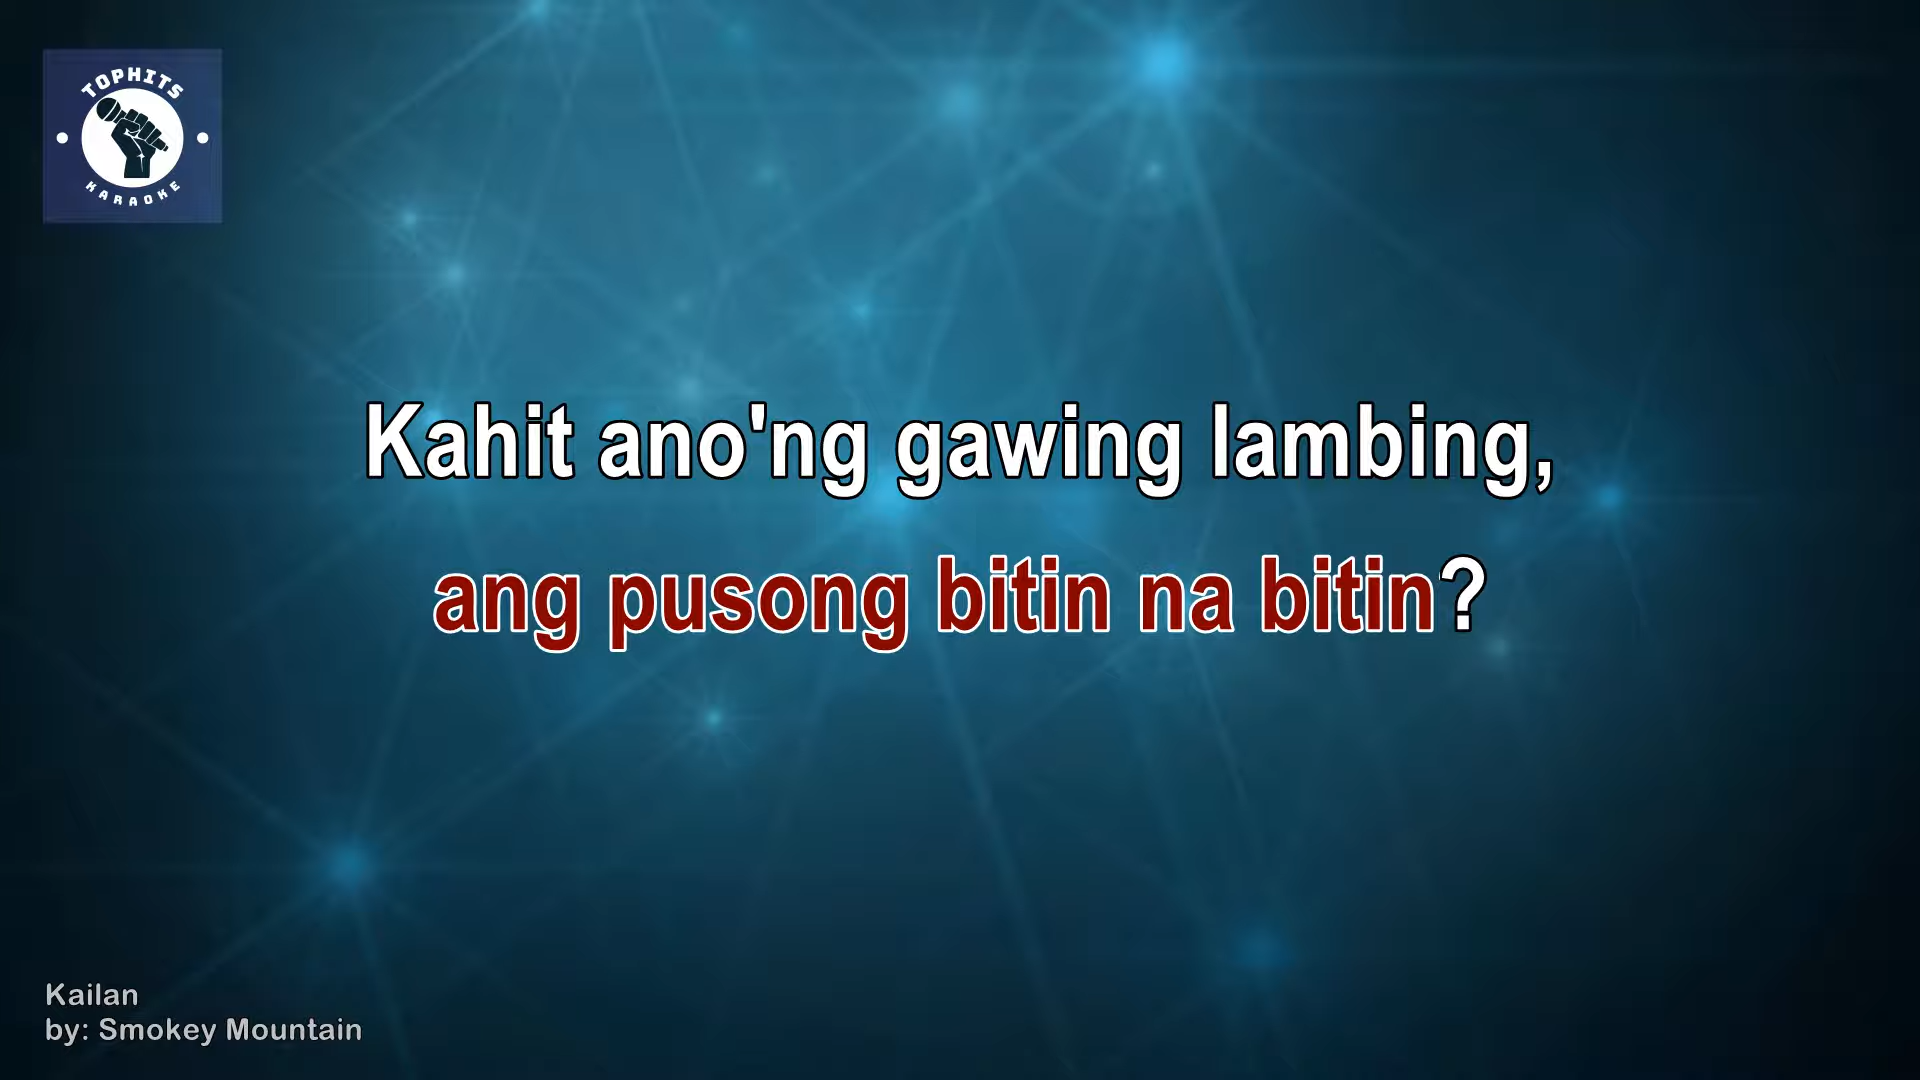 TOPHITS
KARAOKE
Kahit ano'ng gawing lambing,
ang pusong bitin na bitin?
Kailan
by: Smokey Mountain